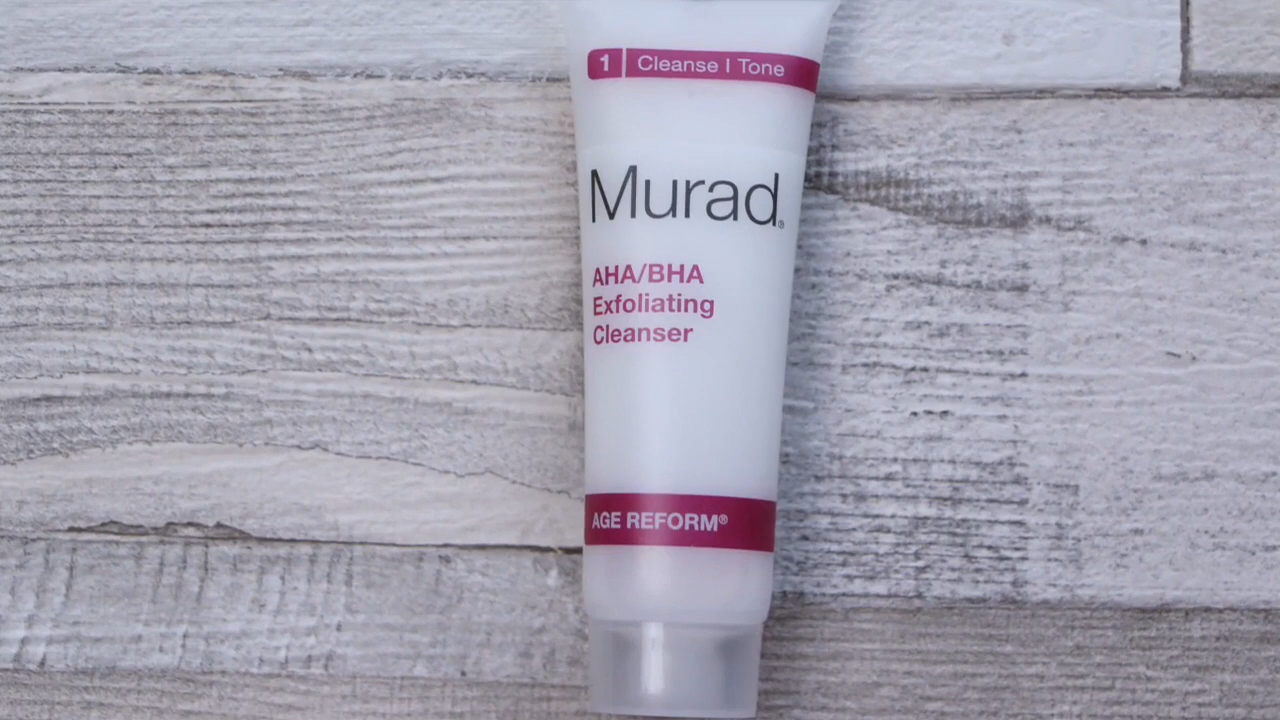 1 Cleanse | Tone
Murad®
AHA/BHA
Exfoliating
Cleanser
AGE REFORM®